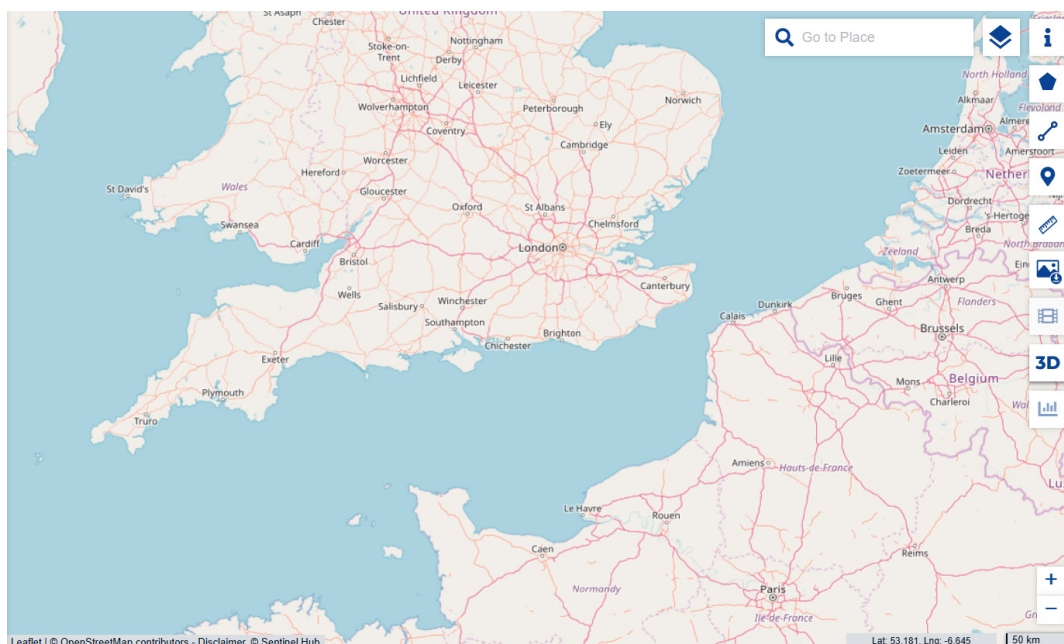 St Asaph
Chester
United Kingdom
Stoke-on-
Trent
Nottingham
Derby
Lichfield
Leicester
Wolverhampton
Peterborough
Norwich
Coventry
Ely
Cambridge
Worcester
Hereford
St David's
Wales
Gloucester
Oxford
St Albans
Chelmsford
Swansea
Cardiff
Bristol
London
Wells
Salisbury
Winchester
Canterbury
Southampton
Chichester
Brighton
Exeter
Plymouth
Truro
Go to Place
North Holland
Alkmaar
Flevoland
Amsterdam
Almere
Leiden
Amersfoort
Zoetermeer
Netherl
Dordrecht
's-Hertoge
Breda
North Braban
Zeeland
Antwerp
Dunkirk
Bruges
Ghent
Flanders
Calais
Brussels
Lille
Mons
Belgium
Charleroi
3D
Amiens
Hauts-de-France
Le Havre
Rouen
Caen
Reims
Normandy
Paris
Ile-de-France
+
−
Leaflet | © OpenStreetMap contributors - Disclaimer, © Sentinel Hub
Lat: 53.181, Lng: -6.645
50 km